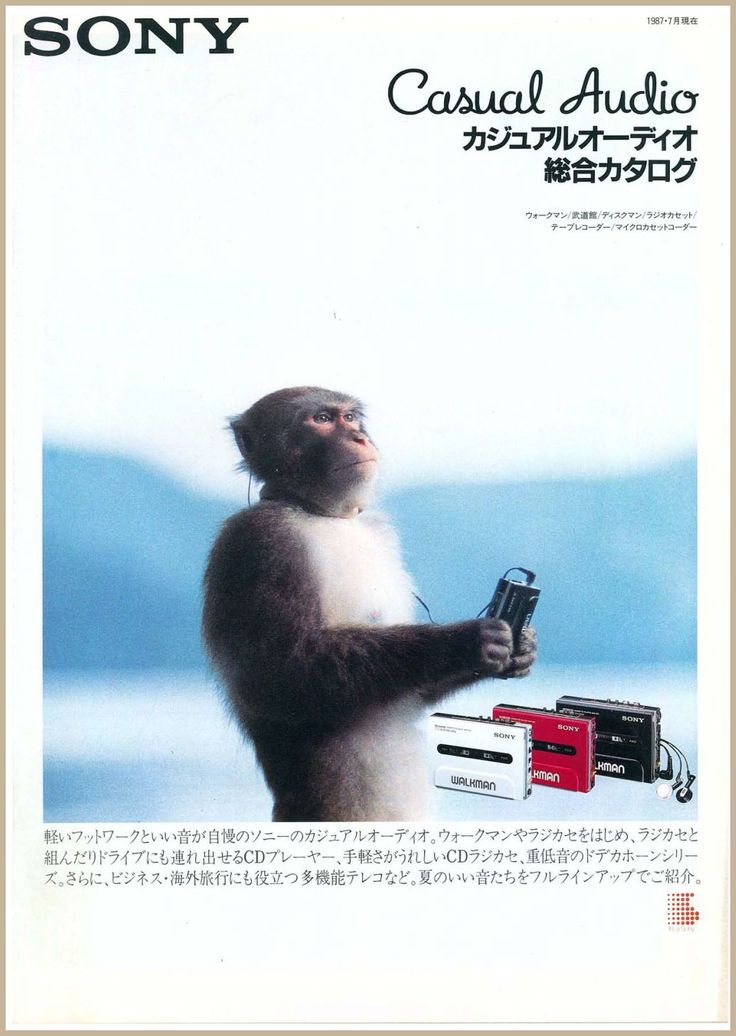 SONY
1987・7月現在
Casual Audio
カジュアルオーディオ
総合カタログ
ウォークマン/武道館/ディスクマン/ラジオカセット/
テープレコーダー/マイクロカセットコーダー
SONY
WALKMAN
SONY
KMAN
SONY
KMAN
軽いフットワークといい音が自慢のソニーのカジュアルオーディオ。ウォークマンやラジカセをはじめ、ラジカセと
組んだりドライブにも連れ出せるCDプレーヤー、手軽さがうれしいCDラジカセ、重低音のドデカホーンシリー
ズ。さらに、ビジネス・海外旅行にも役立つ多機能テレコなど。夏のいい音たちをフルラインアップでご紹介。